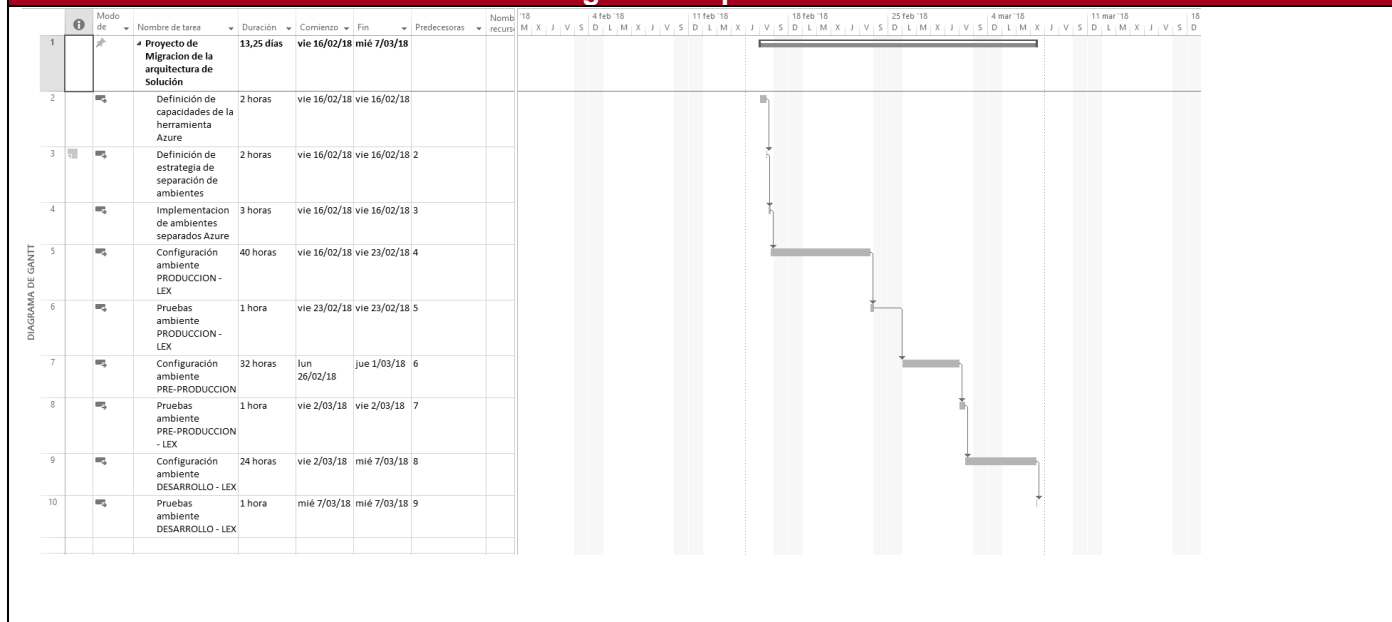 Modo de
Nombre de tarea
Duración
Comienzo
Fin
Predecesoras
Nomb recurs
'18
4 feb '18
11 feb '18
18 feb '18
25 feb '18
4 mar '18
11 mar '18
18
M X J V S D L M X J V S D L M X J V S D L M X J V S D L M X J V S D L M X J V S D L M X J V S D
1 Proyecto de Migracion de la arquitectura de Solución 13,25 días vie 16/02/18 mié 7/03/18
2 Definición de capacidades de la herramienta Azure 2 horas vie 16/02/18 vie 16/02/18
3 Definición de estrategia de separación de ambientes 2 horas vie 16/02/18 vie 16/02/18 2
4 Implementacion de ambientes separados Azure 3 horas vie 16/02/18 vie 16/02/18 3
5 Configuración ambiente PRODUCCION - LEX 40 horas vie 16/02/18 vie 23/02/18 4
6 Pruebas ambiente PRODUCCION - LEX 1 hora vie 23/02/18 vie 23/02/18 5
7 Configuración ambiente PRE-PRODUCCION 32 horas lun 26/02/18 jue 1/03/18 6
8 Pruebas ambiente PRE-PRODUCCION - LEX 1 hora vie 2/03/18 vie 2/03/18 7
9 Configuración ambiente DESARROLLO - LEX 24 horas vie 2/03/18 mié 7/03/18 8
10 Pruebas ambiente DESARROLLO - LEX 1 hora mié 7/03/18 mié 7/03/18 9
DIAGRAMA DE GANTT